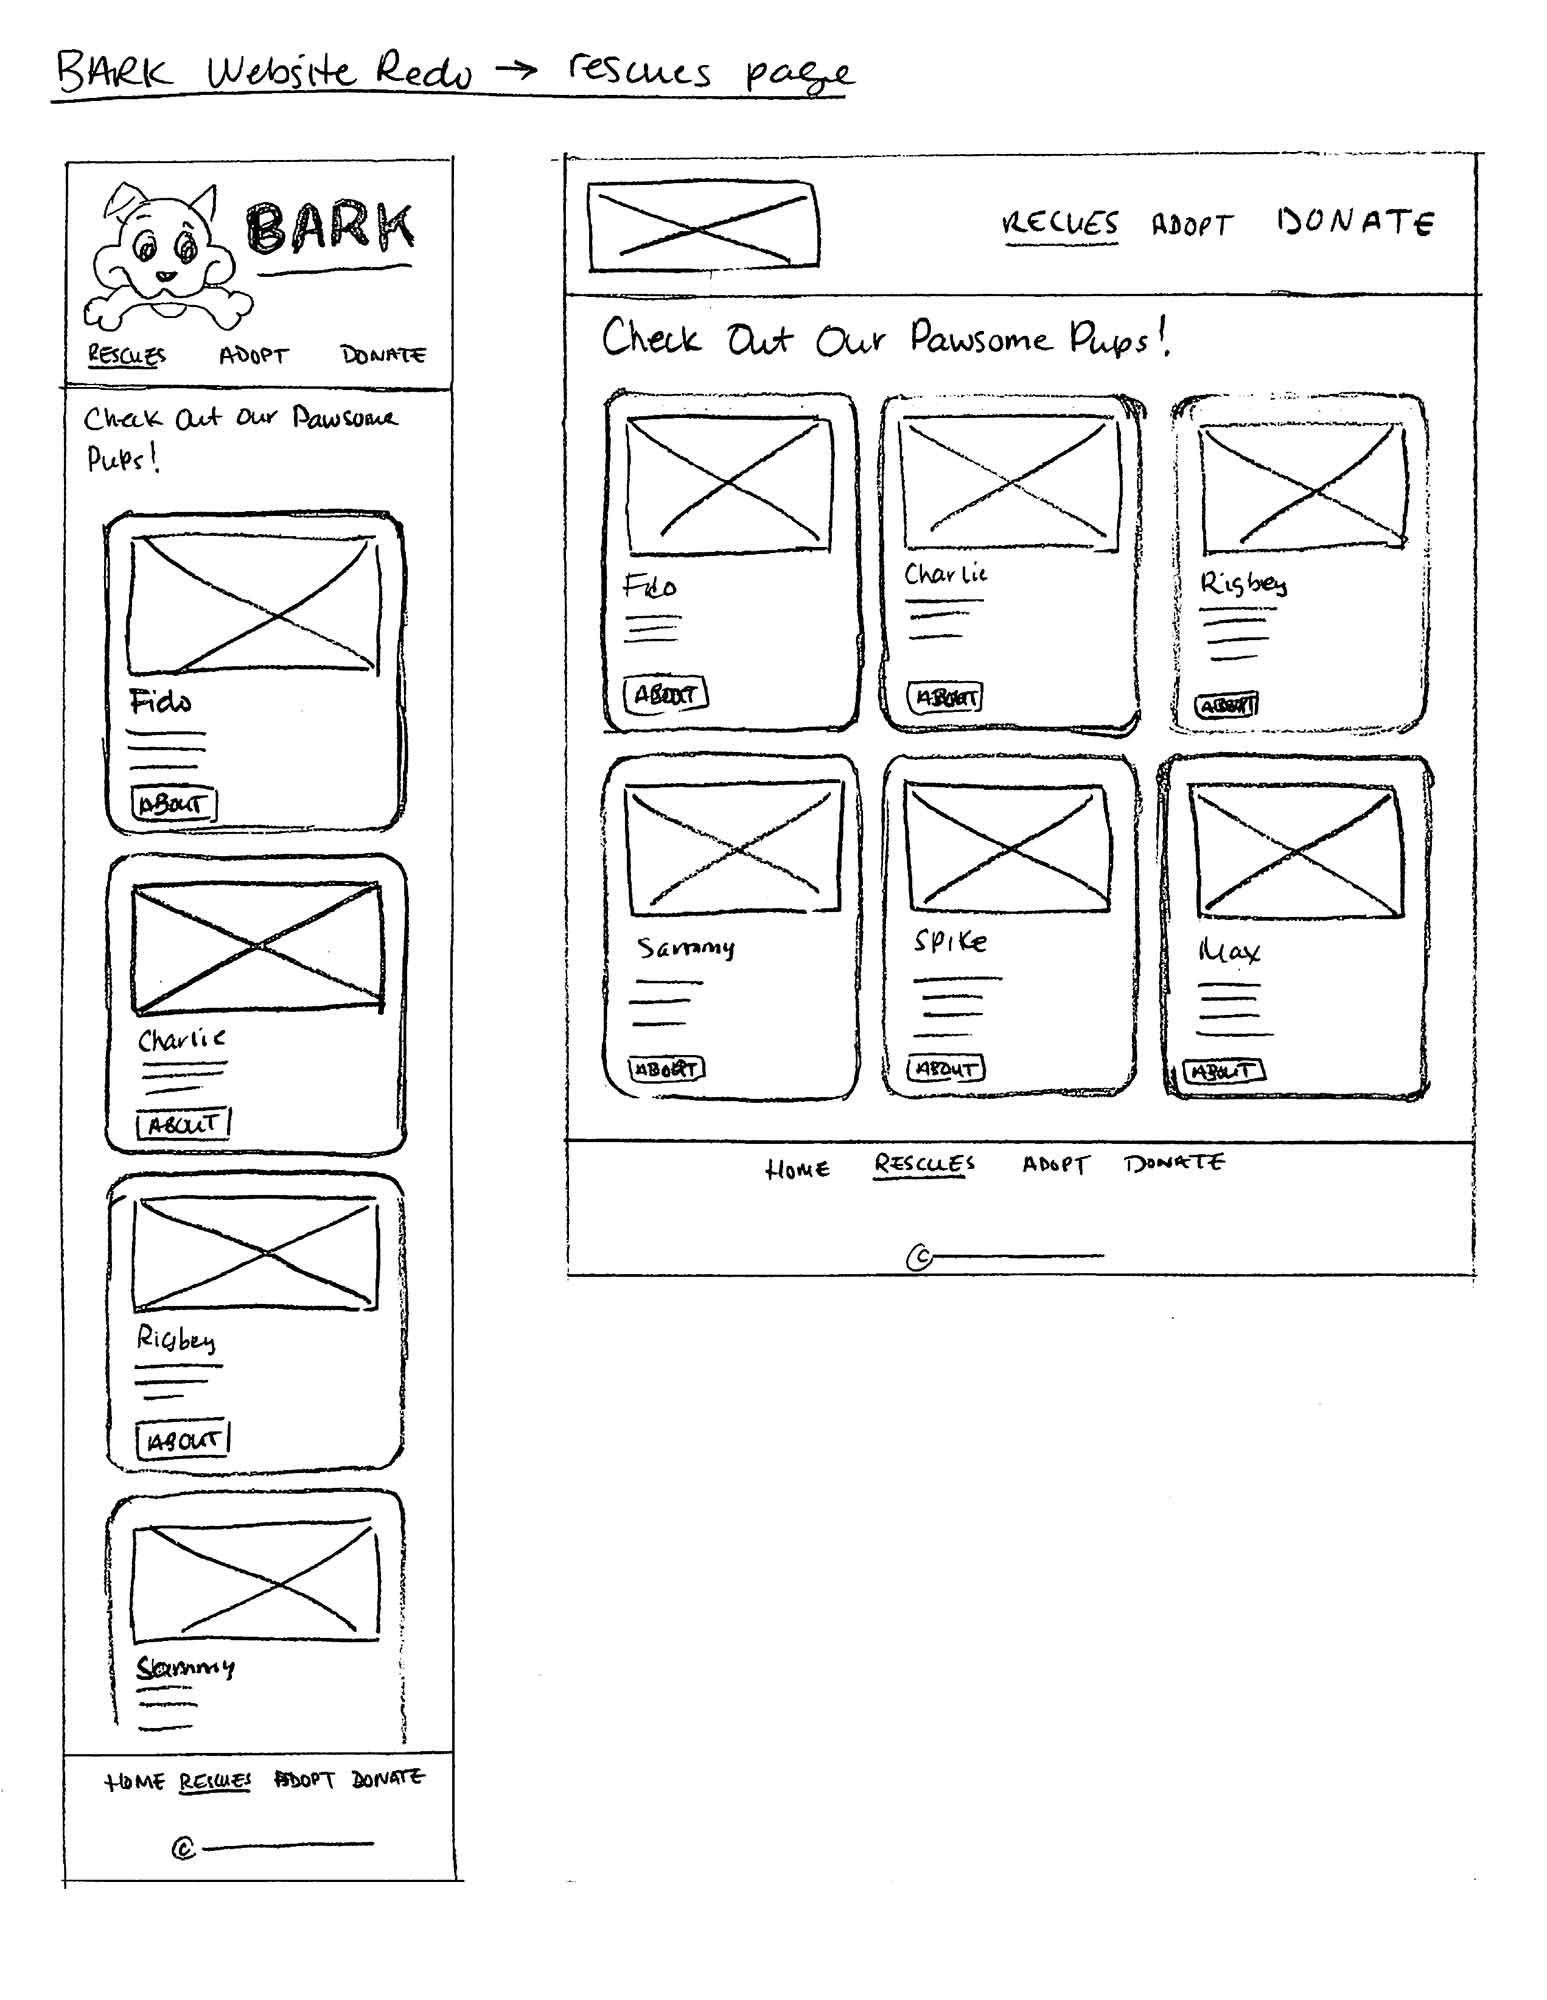 BARK Website Redo → rescues page
BARK
RESCUES ADOPT DONATE
Check Out Our Pawsome
Pups!
Fido
ABOUT
Charlie
ABOUT
Rigbey
ABOUT
Sammy
HOME RESCUES ADOPT DONATE
©
RECUES ADOPT DONATE
Check Out Our Pawsome Pups!
Fido Charlie Rigbey
ABOUT ABOUT ABOUT
Sammy SPIKE Max
ABOUT ABOUT ABOUT
HOME RESCUES ADOPT DONATE
©